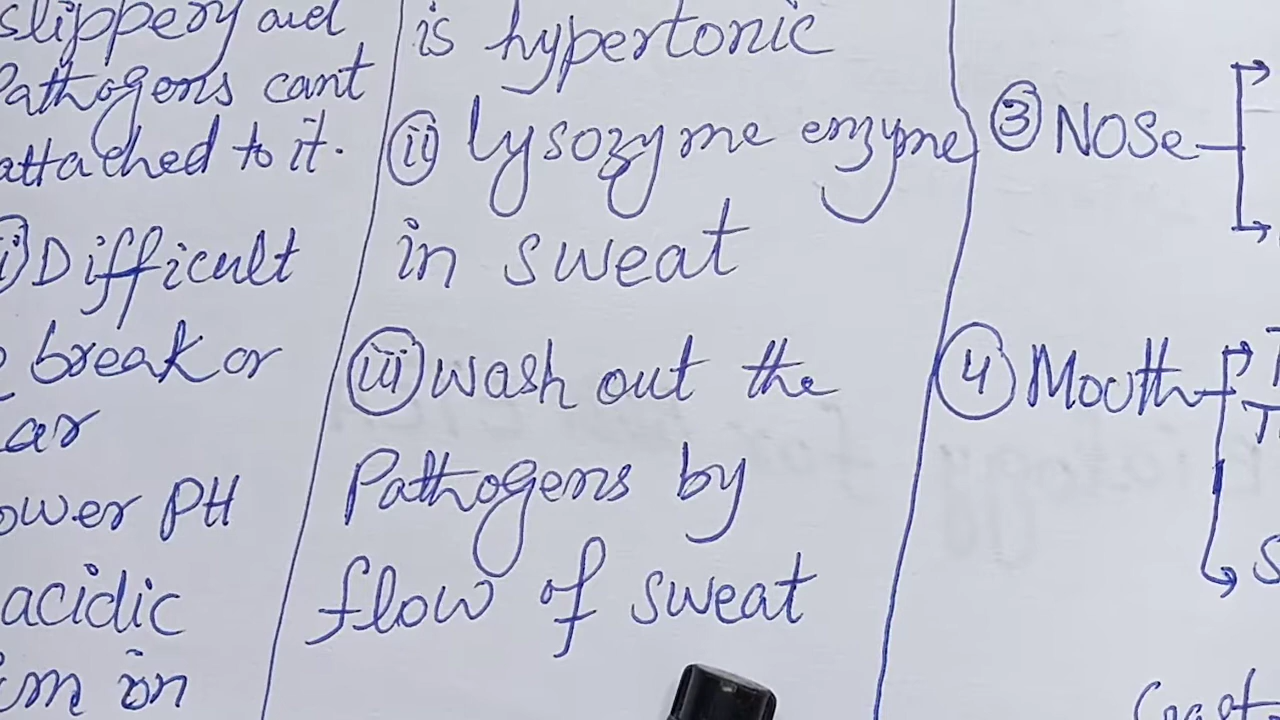 slippery and
Pathogens cant
attached to it.
i) Difficult
break or
ower PH
acidic
is hypertonic
(ii) lysozyme enzyme
in sweat
(iii) wash out the
Pathogens by
flow of sweat
(3) NOSe
(4) Mouth